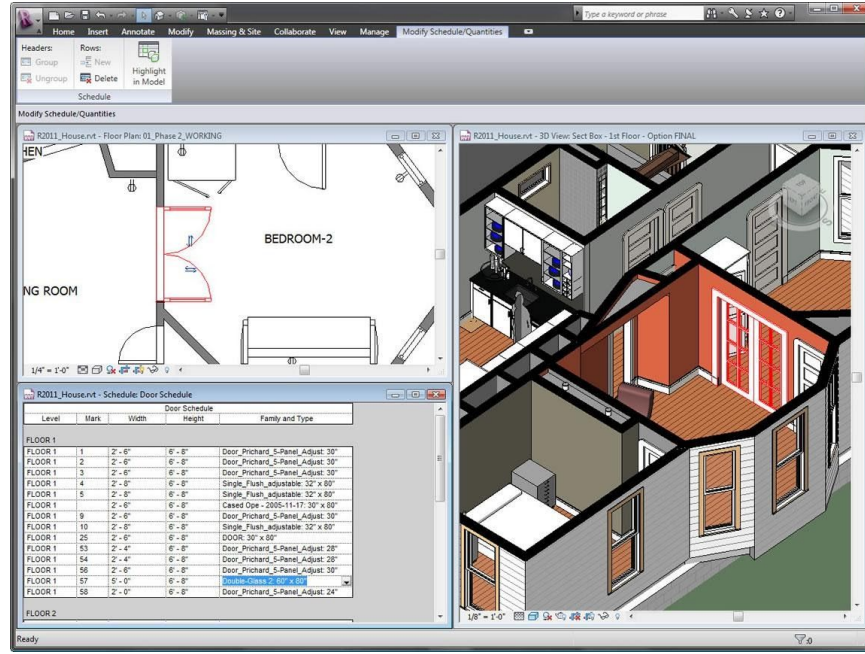 Type a keyword or phrase
Home Insert Annotate Modify Massing & Site Collaborate View Manage Modify Schedule/Quantities
Headers: Rows:
Group New
Ungroup Delete Highlight in Model
Schedule
Modify Schedule/Quantities
R2011_House.rvt - Floor Plan: 01_Phase 2_WORKING
HEN
BEDROOM-2
NG ROOM
1/4" = 1'-0"
R2011_House.rvt - 3D View: Sect Box - 1st Floor - Option FINAL
S
1/8" = 1'-0"
R2011_House.rvt - Schedule: Door Schedule
Door Schedule
Level Mark Width Height Family and Type
FLOOR 1
FLOOR 1 1 2' - 6" 6' - 8" Door_Prichard_5-Panel_Adjust: 30"
FLOOR 1 2 2' - 6" 6' - 8" Door_Prichard_5-Panel_Adjust: 30"
FLOOR 1 3 2' - 6" 6' - 8" Door_Prichard_5-Panel_Adjust: 30"
FLOOR 1 4 2' - 8" 6' - 8" Single_Flush_adjustable: 32" x 80"
FLOOR 1 5 2' - 8" 6' - 8" Single_Flush_adjustable: 32" x 80"
FLOOR 1 2' - 6" 6' - 8" Cased Ope - 2005-11-17: 30" x 80"
FLOOR 1 9 2' - 6" 6' - 8" Door_Prichard_5-Panel_Adjust: 30"
FLOOR 1 10 2' - 8" 6' - 8" Single_Flush_adjustable: 32" x 80"
FLOOR 1 25 2' - 6" 6' - 8" DOOR: 30" x 80"
FLOOR 1 53 2' - 4" 6' - 8" Door_Prichard_5-Panel_Adjust: 28"
FLOOR 1 54 2' - 4" 6' - 8" Door_Prichard_5-Panel_Adjust: 28"
FLOOR 1 56 2' - 6" 6' - 8" Door_Prichard_5-Panel_Adjust: 30"
FLOOR 1 57 5' - 0" 6' - 8" Double-Glass 2: 60" x 80"
FLOOR 1 58 2' - 0" 6' - 8" Door_Prichard_5-Panel_Adjust: 24"
FLOOR 2
Ready
:0